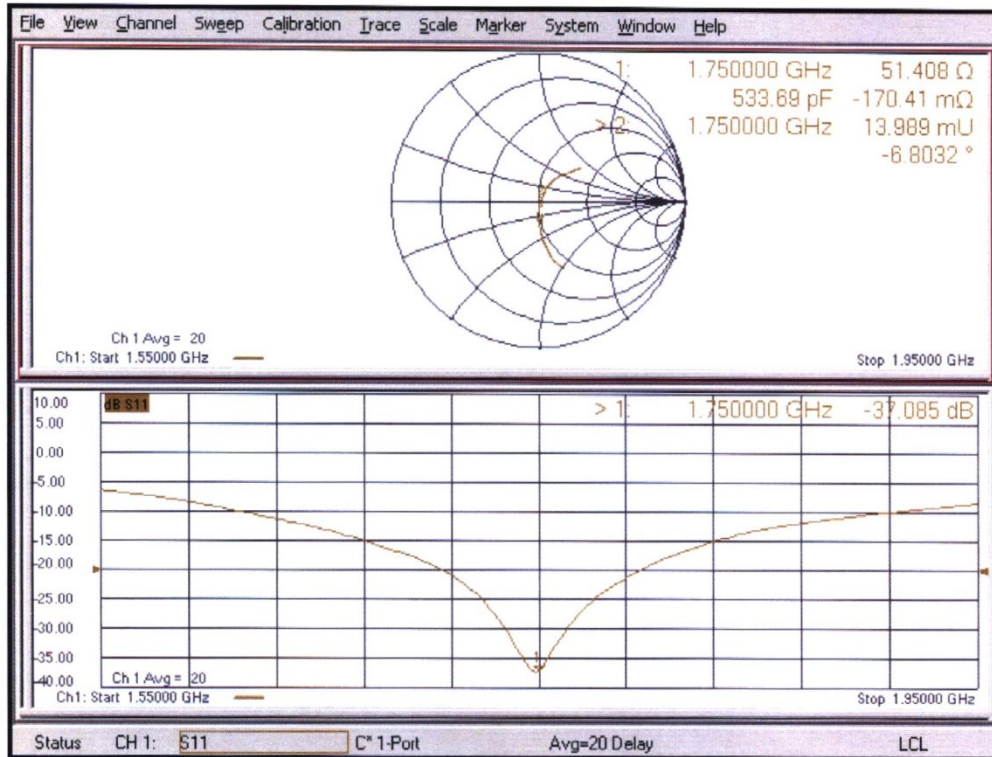 File View Channel Sweep Calibration Trace Scale Marker System Window Help
1: 1.750000 GHz 51.408 Ω
533.69 pF -170.41 mΩ
> 2: 1.750000 GHz 13.989 mU
-6.8032 °
Ch 1 Avg = 20
Ch1: Start 1.55000 GHz Stop 1.95000 GHz
10.00 dB S11 > 1: 1.750000 GHz -37.085 dB
5.00
0.00
-5.00
-10.00
-15.00
-20.00
-25.00
-30.00
-35.00 1
-40.00 Ch 1 Avg = 20
Ch1: Start 1.55000 GHz Stop 1.95000 GHz
Status CH 1: S11 C* 1-Port Avg=20 Delay LCL